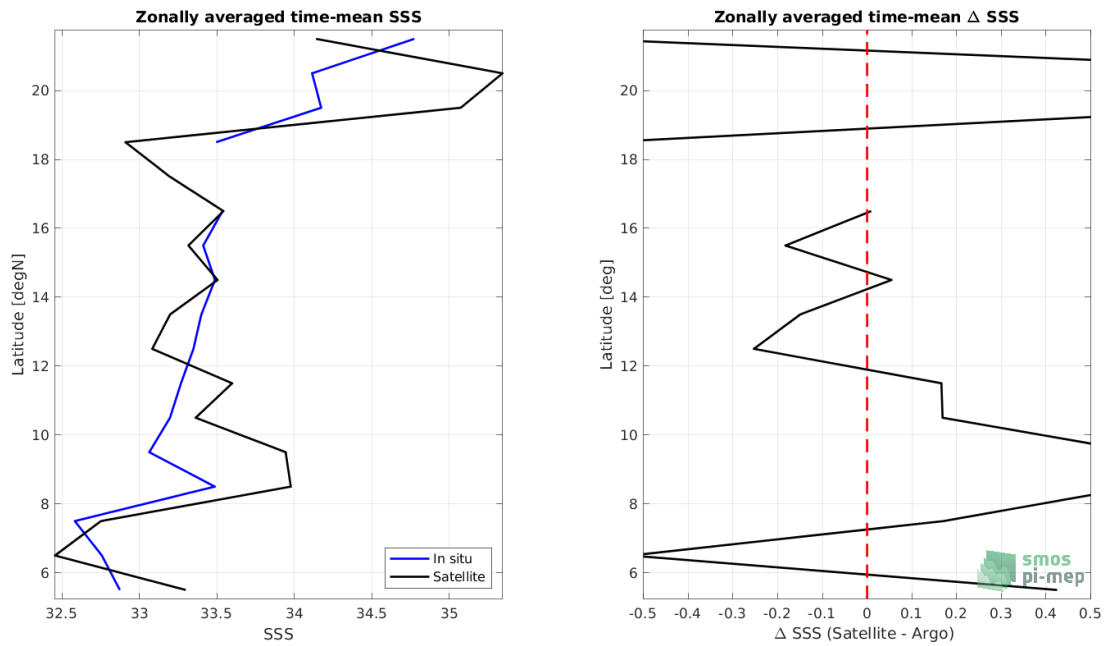 Zonally averaged time-mean SSS
20
18
16
14
12
10
8
6
Latitude [degN]
32.5 33 33.5 34 34.5 35
SSS
In situ
Satellite
Zonally averaged time-mean Δ SSS
20
18
16
14
12
10
8
6
Latitude [deg]
-0.5 -0.4 -0.3 -0.2 -0.1 0 0.1 0.2 0.3 0.4 0.5
Δ SSS (Satellite - Argo)
smos
pi-mep